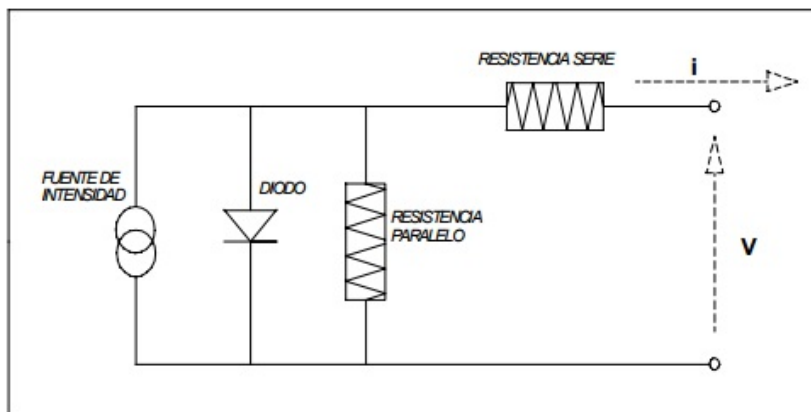 RESISTENCIA SERIE
i
FUENTE DE
INTENSIDAD
DIODO
RESISTENCIA
PARALELO
V